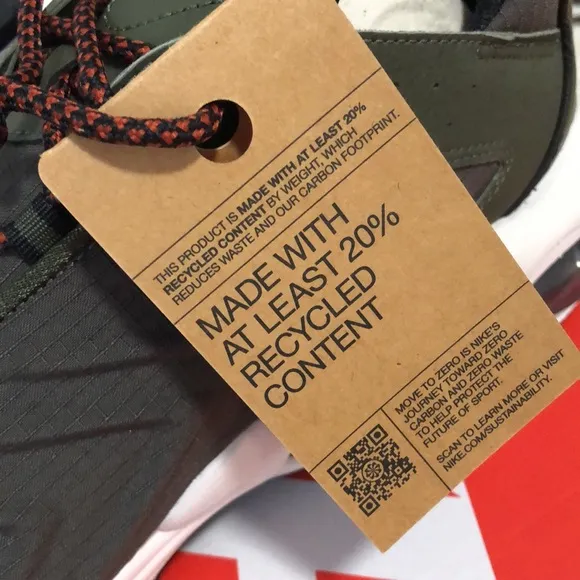 THIS PRODUCT IS MADE WITH AT LEAST 20%
RECYCLED CONTENT BY WEIGHT, WHICH
REDUCES WASTE AND OUR CARBON FOOTPRINT.
MADE WITH
AT LEAST 20%
RECYCLED
CONTENT
MOVE TO ZERO IS NIKE'S
JOURNEY TOWARD ZERO
CARBON AND ZERO WASTE
TO HELP PROTECT THE
FUTURE OF SPORT.
SCAN TO LEARN MORE OR VISIT
NIKE.COM/SUSTAINABILITY.